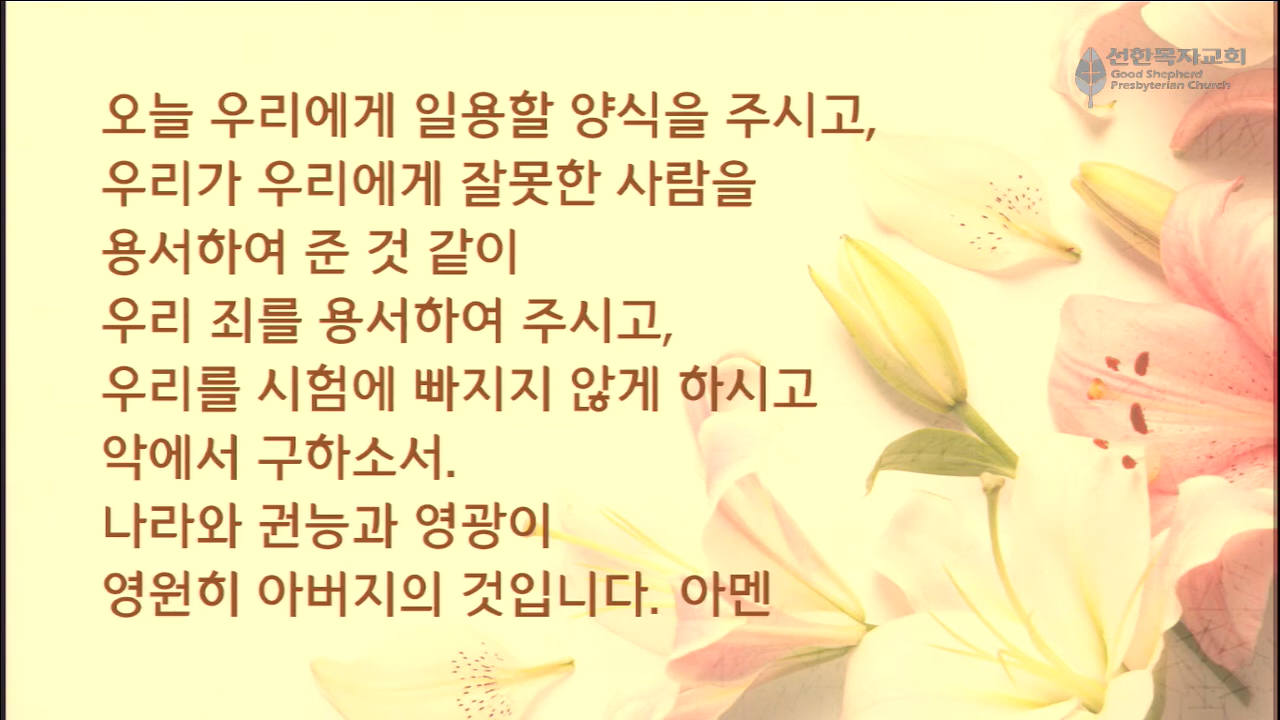 선한목자교회
Good Shepherd
Presbyterian Church
오늘 우리에게 일용할 양식을 주시고,
우리가 우리에게 잘못한 사람을
용서하여 준 것 같이
우리 죄를 용서하여 주시고,
우리를 시험에 빠지지 않게 하시고
악에서 구하소서.
나라와 권능과 영광이
영원히 아버지의 것입니다. 아멘